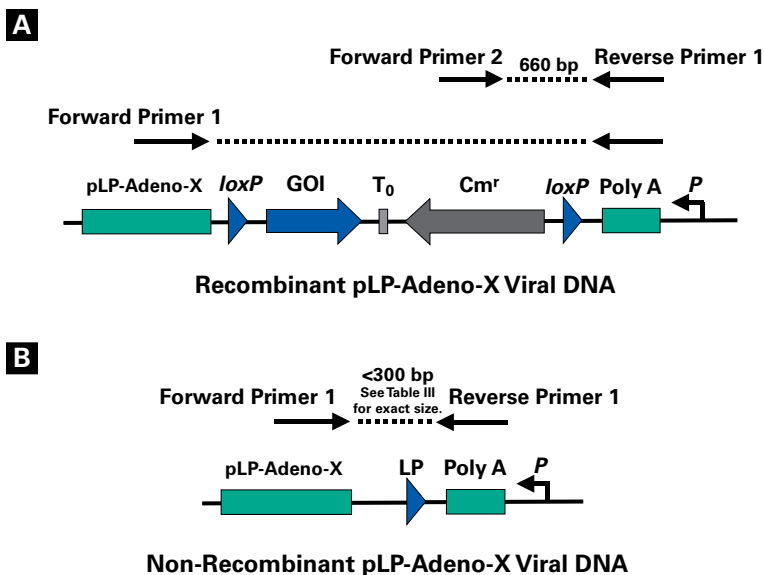 A
Forward Primer 2
660 bp
Reverse Primer 1
Forward Primer 1
pLP-Adeno-X
loxP
GOI
T0
Cmr
loxP
Poly A
P
Recombinant pLP-Adeno-X Viral DNA
B
<300 bp
Forward Primer 1
See Table III
for exact size.
Reverse Primer 1
pLP-Adeno-X
LP
Poly A
P
Non-Recombinant pLP-Adeno-X Viral DNA